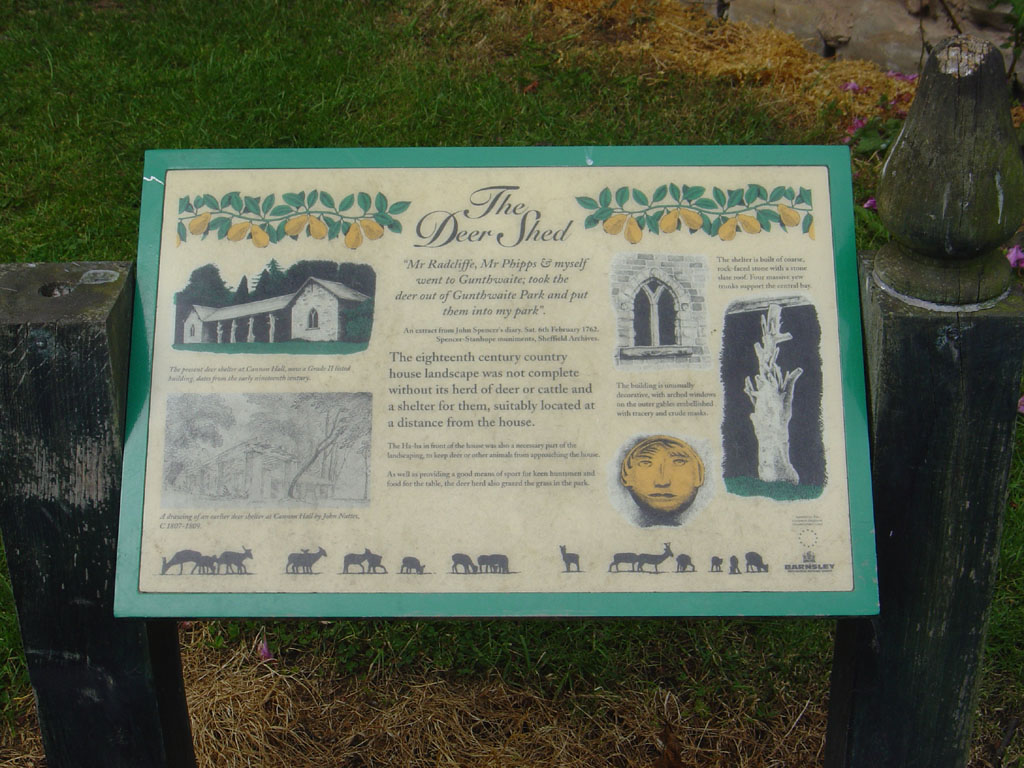 The
Deer Shed
"Mr Radcliffe, Mr Phipps & myself
went to Gunthwaite; took the
deer out of Gunthwaite Park and put
them into my park".
An extract from John Spencer's diary. Sat. 6th February 1762.
Spencer-Stanhope muniments, Sheffield Archives.
The eighteenth century country
house landscape was not complete
without its herd of deer or cattle and
a shelter for them, suitably located at
a distance from the house.
The Ha-ha in front of the house was also a necessary part of the
landscaping, to keep deer or other animals from approaching the house.
As well as providing a good means of sport for keen huntsmen and
food for the table, the deer herd also grazed the grass in the park.
The present deer shelter at Cannon Hall, now a Grade II listed
building, dates from the early nineteenth century.
A drawing of an earlier deer shelter at Cannon Hall by John
C 1807-1809.
The shelter is built of coarse,
rock-faced stone with a stone
slate roof. Four massive yew
trunks support the central bay.
The building is unusually
decorative, with arched windows
on the outer gables embellished
with tracery and crude masks.
BARNSLEY